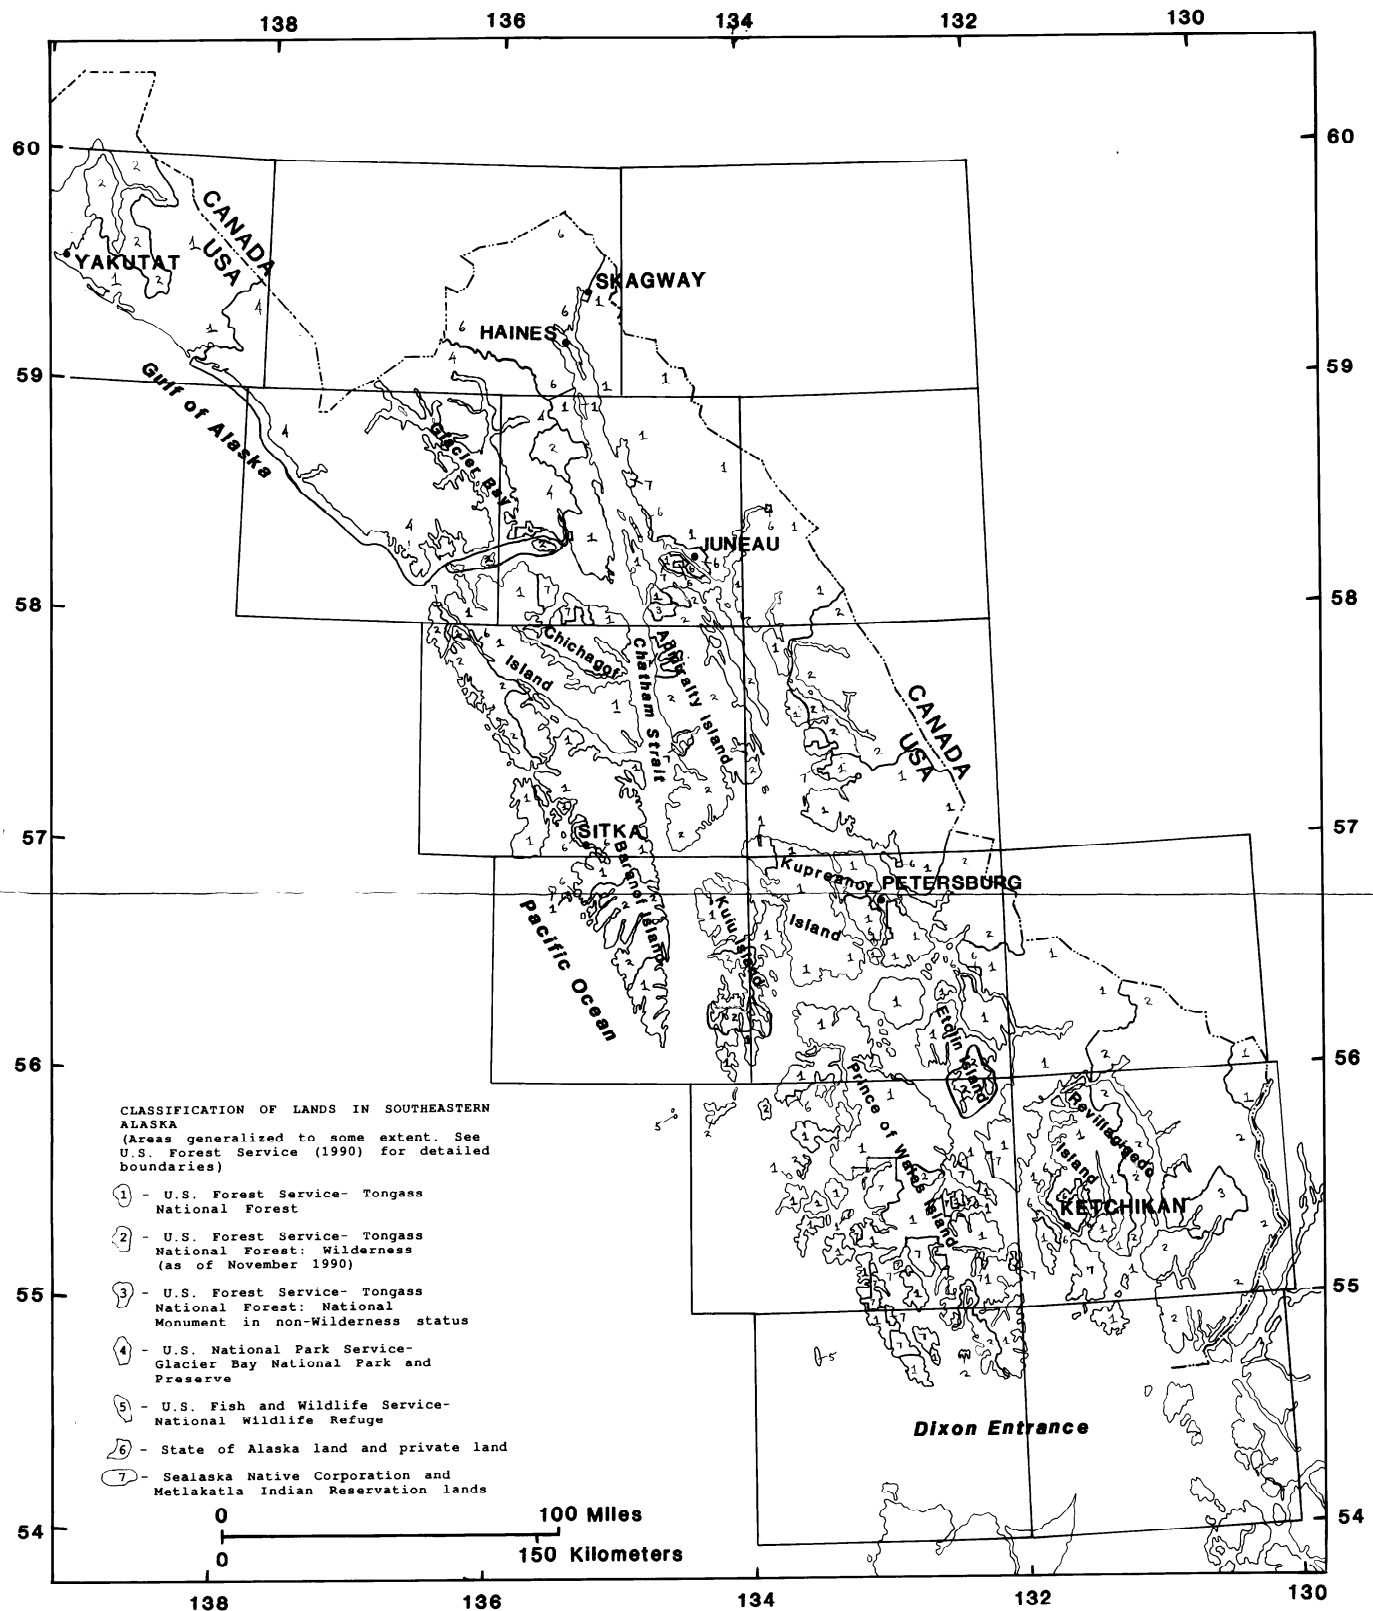 138 136 134 132 130
60 60
CANADA
USA
YAKUTAT
SKAGWAY
HAINES
59 59
Gulf of Alaska
Glacier Bay
JUNEAU
58 58
Chichagof
Island
Chatham Strait
Admiralty Island
CANADA
USA
57 57
SITKA
Baranof Island
Kupreanof
Island
PETERSBURG
Kuiu Island
Pacific Ocean
Etolin Island
56 56
Prince of Wales Island
Revillagigedo
Island
KETCHIKAN
CLASSIFICATION OF LANDS IN SOUTHEASTERN
ALASKA
(Areas generalized to some extent. See
U.S. Forest Service (1990) for detailed
boundaries)
1 - U.S. Forest Service- Tongass
National Forest
2 - U.S. Forest Service- Tongass
National Forest: Wilderness
(as of November 1990)
3 - U.S. Forest Service- Tongass
National Forest: National
Monument in non-Wilderness status
4 - U.S. National Park Service-
Glacier Bay National Park and
Preserve
5 - U.S. Fish and Wildlife Service-
National Wildlife Refuge
6 - State of Alaska land and private land
7 - Sealaska Native Corporation and
Metlakatla Indian Reservation lands
55 55
Dixon Entrance
0 100 Miles
0 150 Kilometers
54 54
138 136 134 132 130